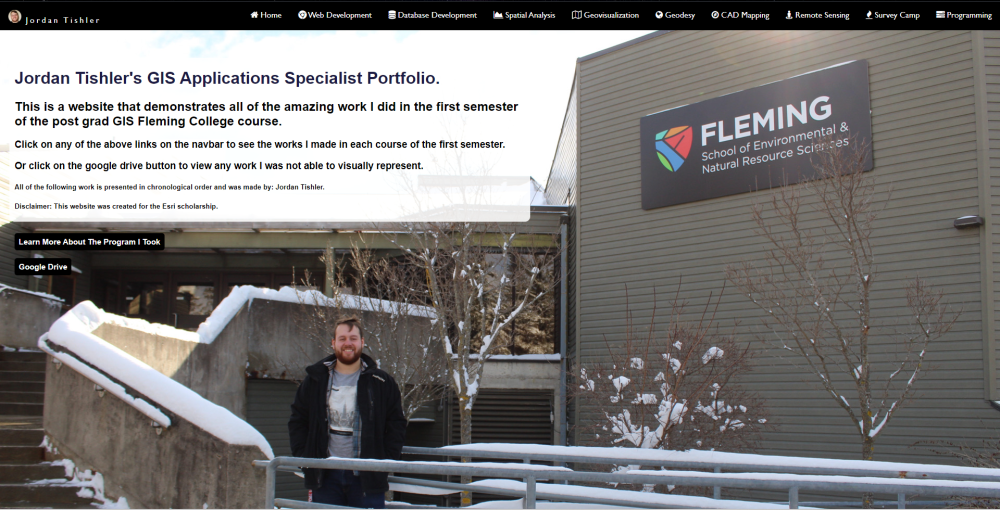 Jordan Tishler
Home Web Development Database Development Spatial Analysis Geovisualization Geodesy CAD Mapping Remote Sensing Survey Camp Programming
Jordan Tishler's GIS Applications Specialist Portfolio.
This is a website that demonstrates all of the amazing work I did in the first semester
of the post grad GIS Fleming College course.
Click on any of the above links on the navbar to see the works I made in each course of the first semester.
Or click on the google drive button to view any work I was not able to visually represent.
All of the following work is presented in chronological order and was made by: Jordan Tishler.
Disclaimer: This website was created for the Esri scholarship.
Learn More About The Program I Took
Google Drive
FLEMING
School of Environmental &
Natural Resource Sciences